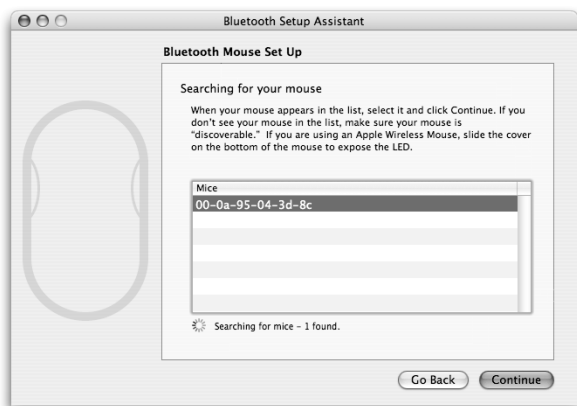 Bluetooth Setup Assistant
Bluetooth Mouse Set Up
Searching for your mouse
When your mouse appears in the list, select it and click Continue. If you
don't see your mouse in the list, make sure your mouse is
“discoverable.” If you are using an Apple Wireless Mouse, slide the cover
on the bottom of the mouse to expose the LED.
Mice
00-0a-95-04-3d-8c
Searching for mice – 1 found.
Go Back
Continue